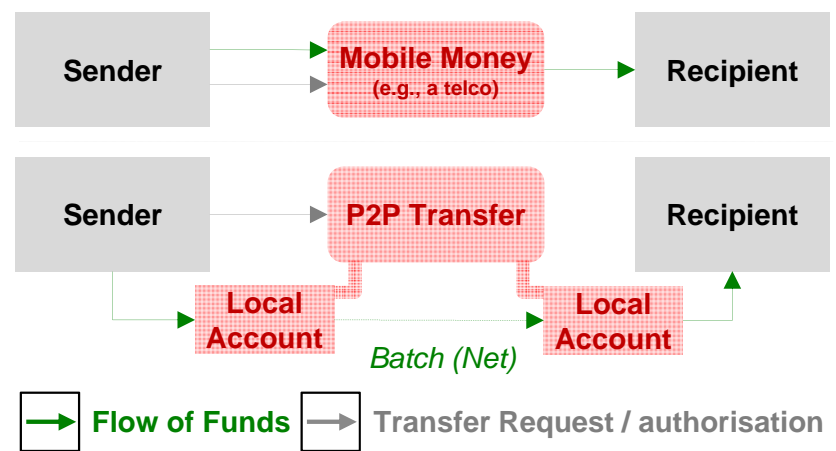 Sender
Mobile Money
(e.g., a telco)
Recipient
Sender
P2P Transfer
Recipient
Local
Account
Local
Account
Batch (Net)
Flow of Funds
Transfer Request / authorisation